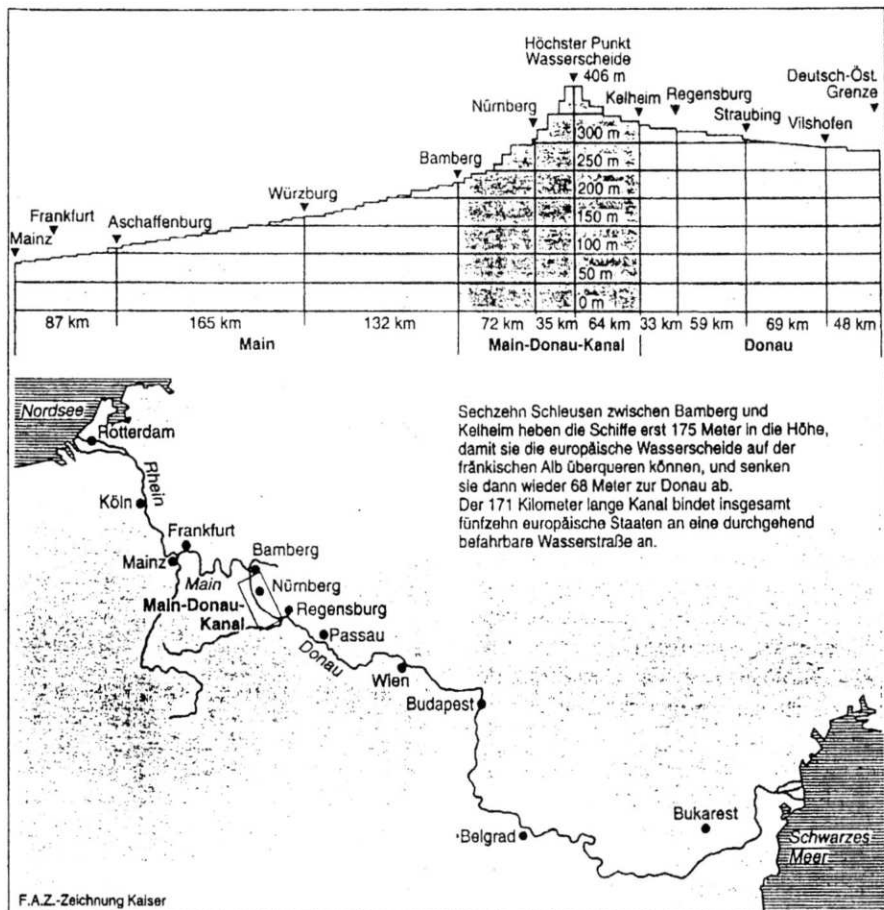 Höchster Punkt
Wasserscheide
406 m
Deutsch-Öst.
Grenze
Kelheim
Regensburg
Nürnberg
Straubing
Vilshofen
Bamberg
Würzburg
Frankfurt
Aschaffenburg
Mainz
300 m
250 m
200 m
150 m
100 m
50 m
0 m
87 km 165 km 132 km 72 km 35 km 64 km 33 km 59 km 69 km 48 km
Main Main-Donau-Kanal Donau
Nordsee
Rotterdam
Rhein
Köln
Frankfurt
Mainz
Main
Bamberg
Nürnberg
Main-Donau-
Kanal
Regensburg
Passau
Donau
Wien
Budapest
Belgrad
Bukarest
Schwarzes
Meer
Sechzehn Schleusen zwischen Bamberg und
Kelheim heben die Schiffe erst 175 Meter in die Höhe,
damit sie die europäische Wasserscheide auf der
fränkischen Alb überqueren können, und senken
sie dann wieder 68 Meter zur Donau ab.
Der 171 Kilometer lange Kanal bindet insgesamt
fünfzehn europäische Staaten an eine durchgehend
befahrbare Wasserstraße an.
F.A.Z.-Zeichnung Kaiser